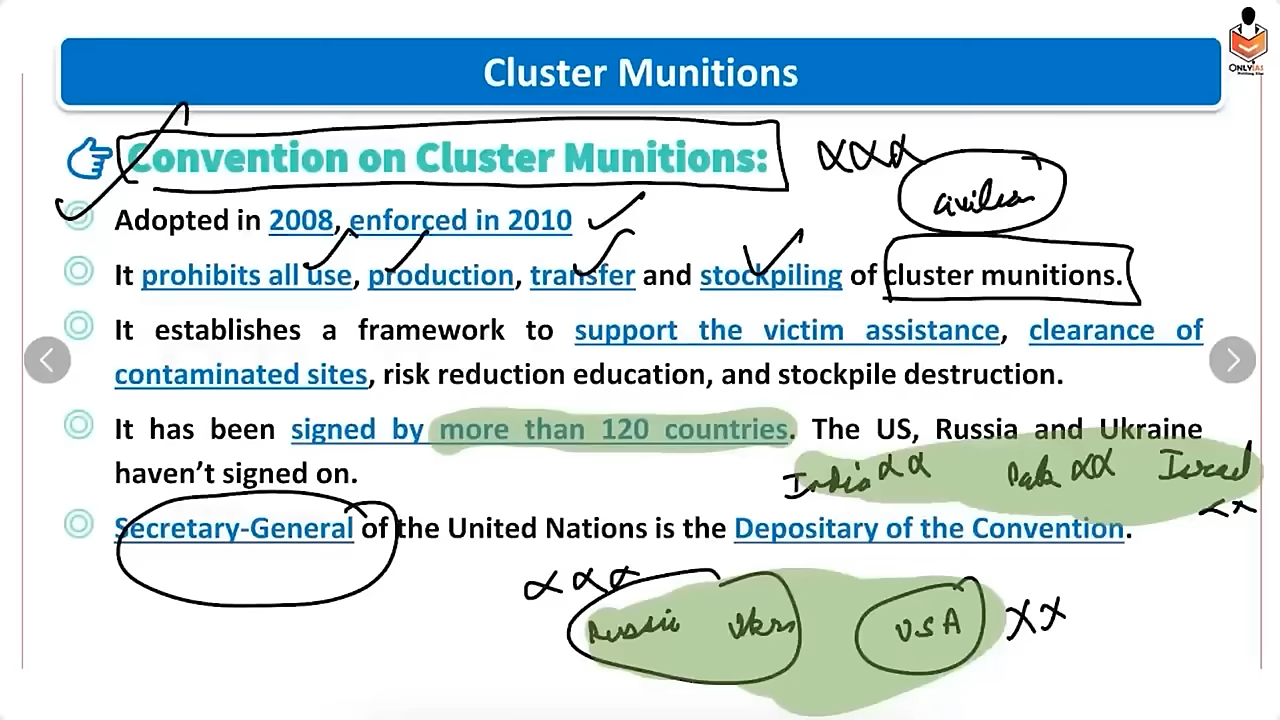 Cluster Munitions
ONLYIAS
Convention on Cluster Munitions:
civilian
Adopted in 2008, enforced in 2010
It prohibits all use, production, transfer and stockpiling of cluster munitions.
It establishes a framework to support the victim assistance, clearance of
contaminated sites, risk reduction education, and stockpile destruction.
It has been signed by more than 120 countries. The US, Russia and Ukraine
haven't signed on.
India Pak Israel
Secretary-General of the United Nations is the Depositary of the Convention.
Russia USA